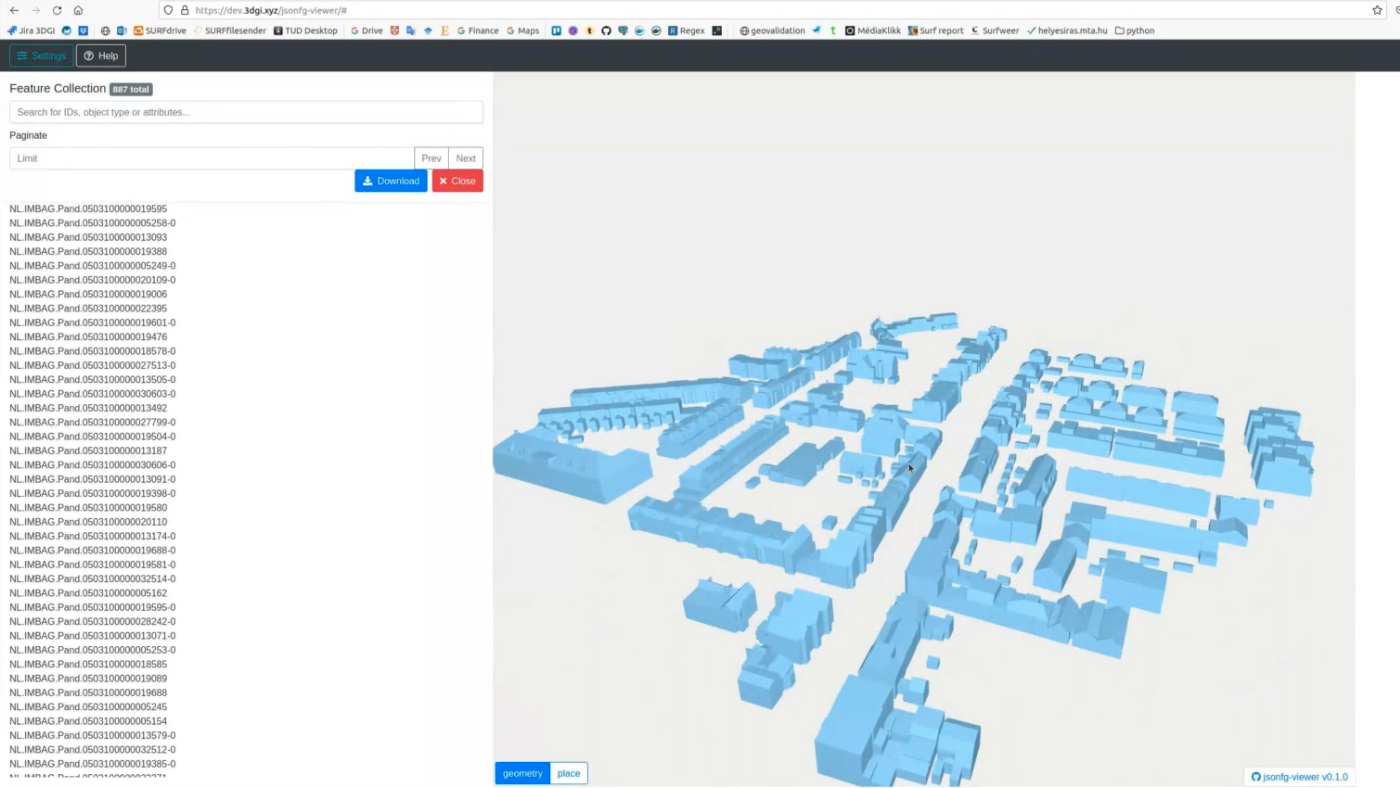 https://dev.3dgi.xyz/jsonfg-viewer/#
Jira 3DGI SURFdrive SURFfilesender TUD Desktop Drive Finance Maps Regex geovalidation MédiaKlikk Surf report Surfweer helyesiras.mta.hu python
Settings Help
Feature Collection 887 total
Search for IDs, object type or attributes...
Paginate
Limit Prev Next
Download Close
NL.IMBAG.Pand.0503100000019595
NL.IMBAG.Pand.0503100000005258-0
NL.IMBAG.Pand.0503100000013093
NL.IMBAG.Pand.0503100000019388
NL.IMBAG.Pand.0503100000005249-0
NL.IMBAG.Pand.0503100000020109-0
NL.IMBAG.Pand.0503100000019006
NL.IMBAG.Pand.0503100000022395
NL.IMBAG.Pand.0503100000019601-0
NL.IMBAG.Pand.0503100000019476
NL.IMBAG.Pand.0503100000018578-0
NL.IMBAG.Pand.0503100000027513-0
NL.IMBAG.Pand.0503100000013505-0
NL.IMBAG.Pand.0503100000030603-0
NL.IMBAG.Pand.0503100000013492
NL.IMBAG.Pand.0503100000027799-0
NL.IMBAG.Pand.0503100000019504-0
NL.IMBAG.Pand.0503100000013187
NL.IMBAG.Pand.0503100000030606-0
NL.IMBAG.Pand.0503100000013091-0
NL.IMBAG.Pand.0503100000019398-0
NL.IMBAG.Pand.0503100000019580
NL.IMBAG.Pand.0503100000020110
NL.IMBAG.Pand.0503100000013174-0
NL.IMBAG.Pand.0503100000019688-0
NL.IMBAG.Pand.0503100000019581-0
NL.IMBAG.Pand.0503100000032514-0
NL.IMBAG.Pand.0503100000005162
NL.IMBAG.Pand.0503100000019595-0
NL.IMBAG.Pand.0503100000028242-0
NL.IMBAG.Pand.0503100000013071-0
NL.IMBAG.Pand.0503100000005253-0
NL.IMBAG.Pand.0503100000018585
NL.IMBAG.Pand.0503100000019089
NL.IMBAG.Pand.0503100000019688
NL.IMBAG.Pand.0503100000005245
NL.IMBAG.Pand.0503100000005154
NL.IMBAG.Pand.0503100000013579-0
NL.IMBAG.Pand.0503100000032512-0
NL.IMBAG.Pand.0503100000019385-0
geometry place
jsonfg-viewer v0.1.0